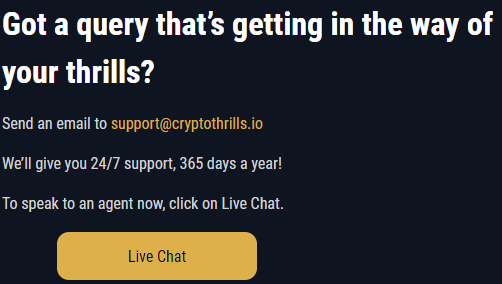 Got a query that’s getting in the way of
your thrills?
Send an email to support@cryptothrills.io
We’ll give you 24/7 support, 365 days a year!
To speak to an agent now, click on Live Chat.
Live Chat